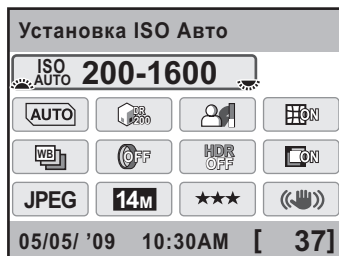 Установка ISO Авто
ISO AUTO 200-1600
AUTO DR 200 ON
WB OFF HDR OFF ON
JPEG 14M ★★★
05/05/ '09 10:30AM [ 37]